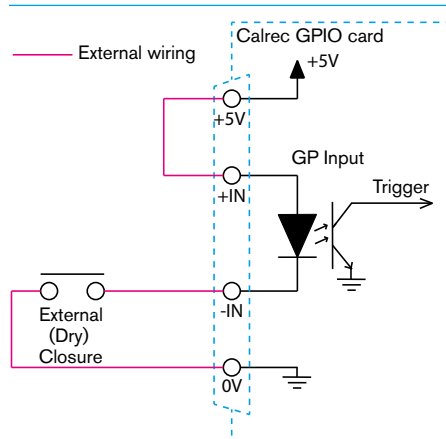 Calrec GPIO card
External wiring
+5V
+5V
GP Input
+IN
Trigger
-IN
External
(Dry)
Closure
0V